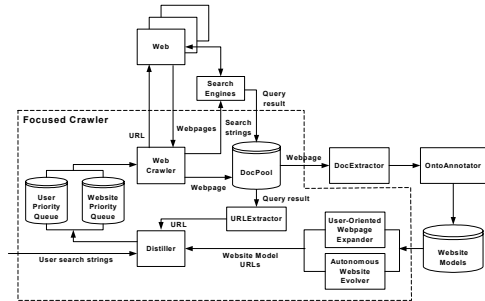 Web
Search
Engines
Query
result
Focused Crawler
URL
Webpages
Search
strings
Web
Crawler
DocPool
Webpage
DocExtractor
OntoAnnotator
User
Priority
Queue
Website
Priority
Queue
Webpage
Query result
URL
URLExtractor
User-Oriented
Webpage
Expander
Distiller
Website Model
URLs
Autonomous
Website
Evolver
Website
Models
User search strings